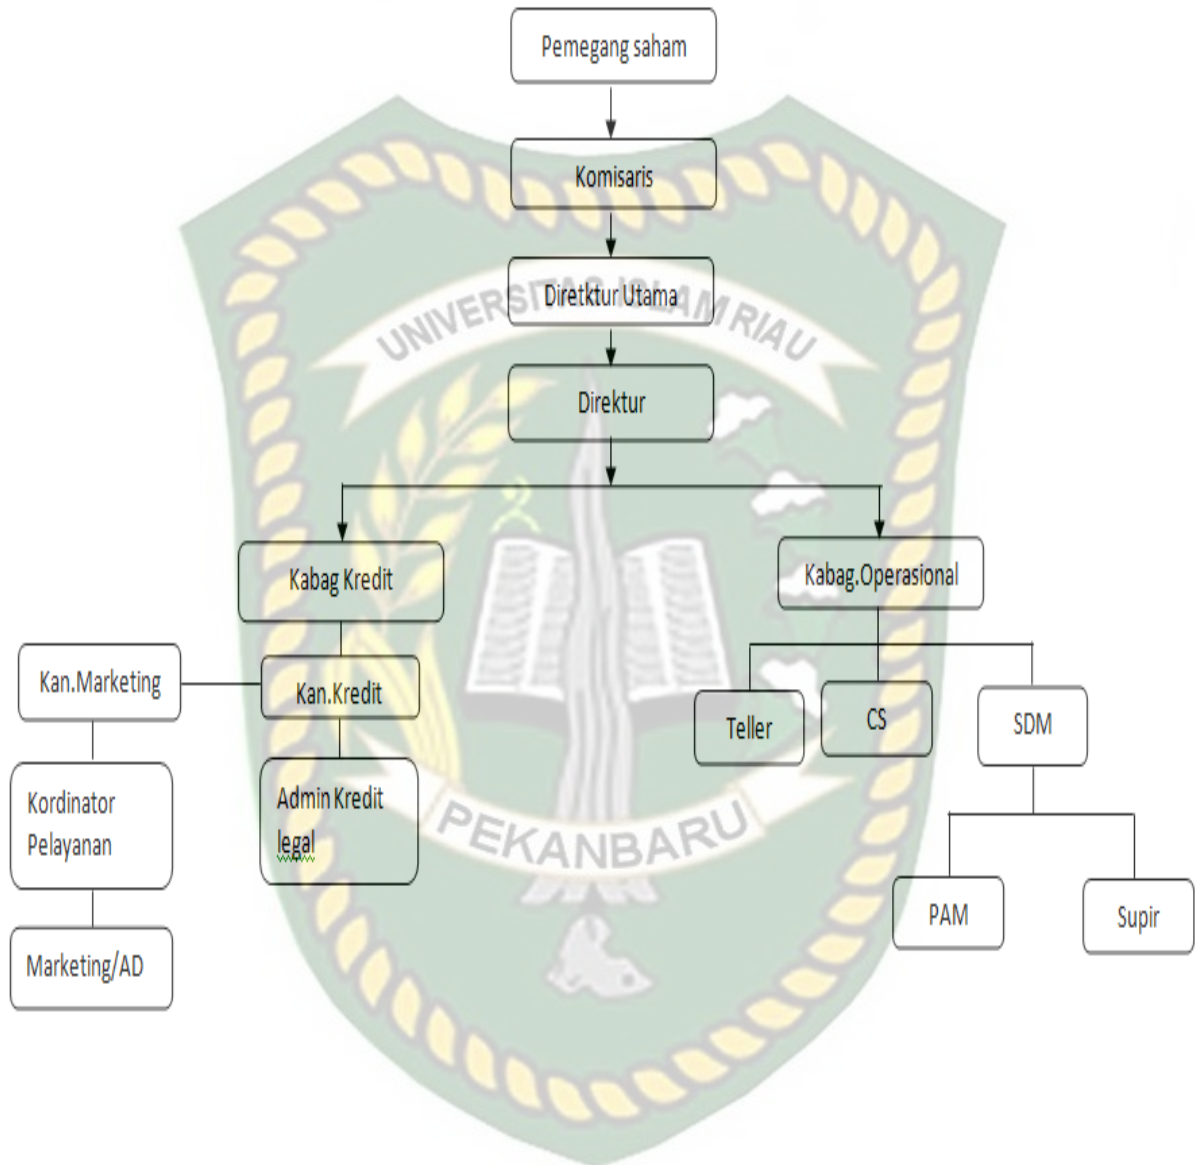 Pemegang saham
Komisaris
UNIVERSITAS ISLAM RIAU
Diretktur Utama
Direktur
Kabag Kredit
Kabag.Operasional
Kan.Marketing
Kan.Kredit
Teller
CS
SDM
Kordinator
Pelayanan
Admin Kredit
legal
PEKANBARU
PAM
Supir
Marketing/AD